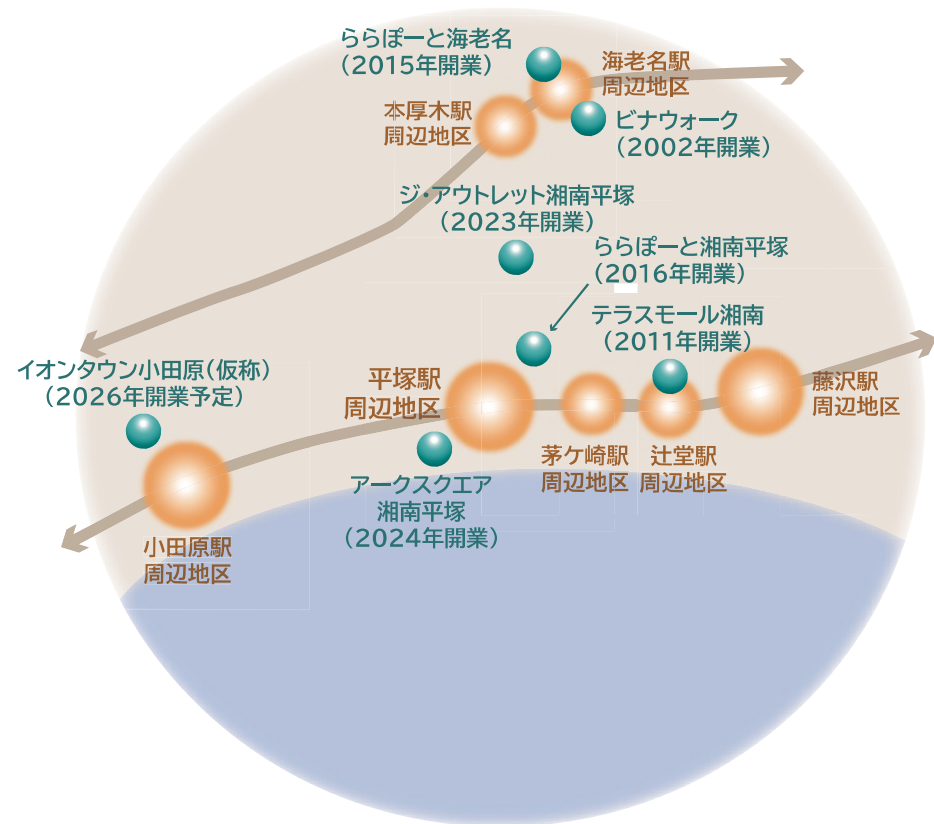 ららぽーと海老名
（2015年開業）
海老名駅
周辺地区
本厚木駅
周辺地区
ビナウォーク
（2002年開業）
ジ・アウトレット湘南平塚
（2023年開業）
ららぽーと湘南平塚
（2016年開業）
テラスモール湘南
（2011年開業）
イオンタウン小田原（仮称）
（2026年開業予定）
平塚駅
周辺地区
藤沢駅
周辺地区
茅ケ崎駅
周辺地区
辻堂駅
周辺地区
アークスクエア
湘南平塚
（2024年開業）
小田原駅
周辺地区